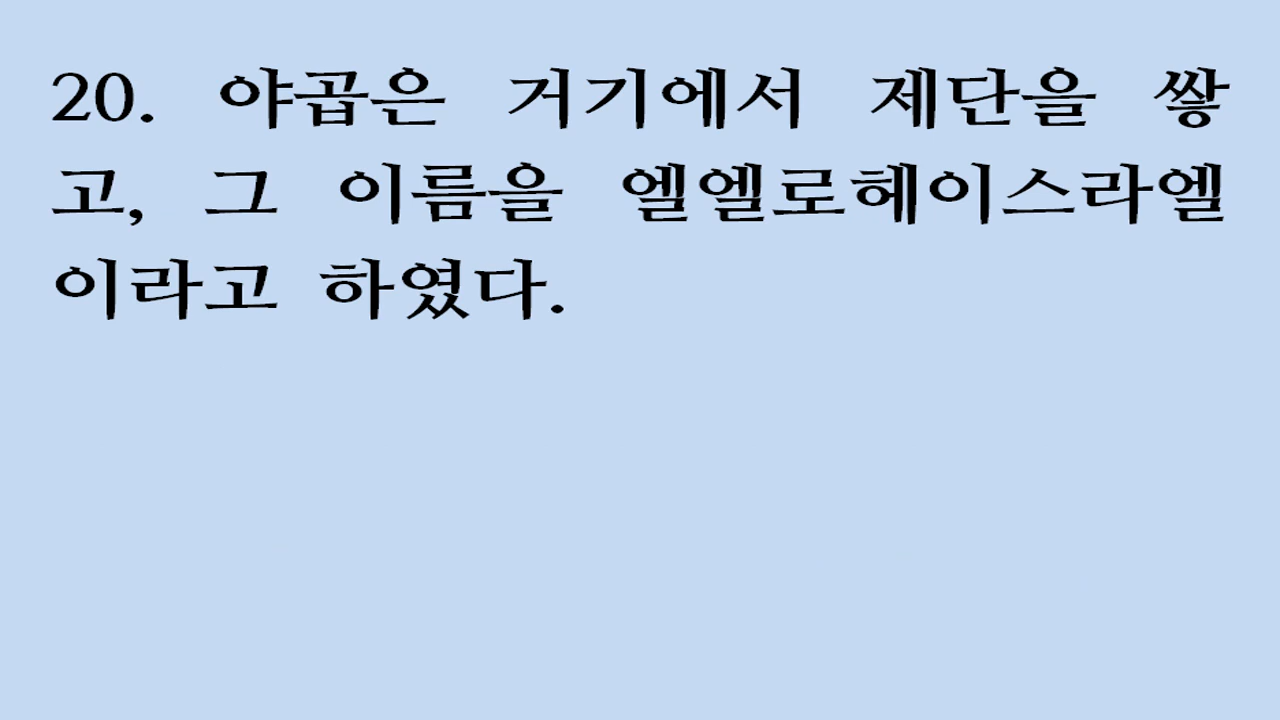 20. 야곱은 거기에서 제단을 쌓
고, 그 이름을 엘엘로헤이스라엘
이라고 하였다.